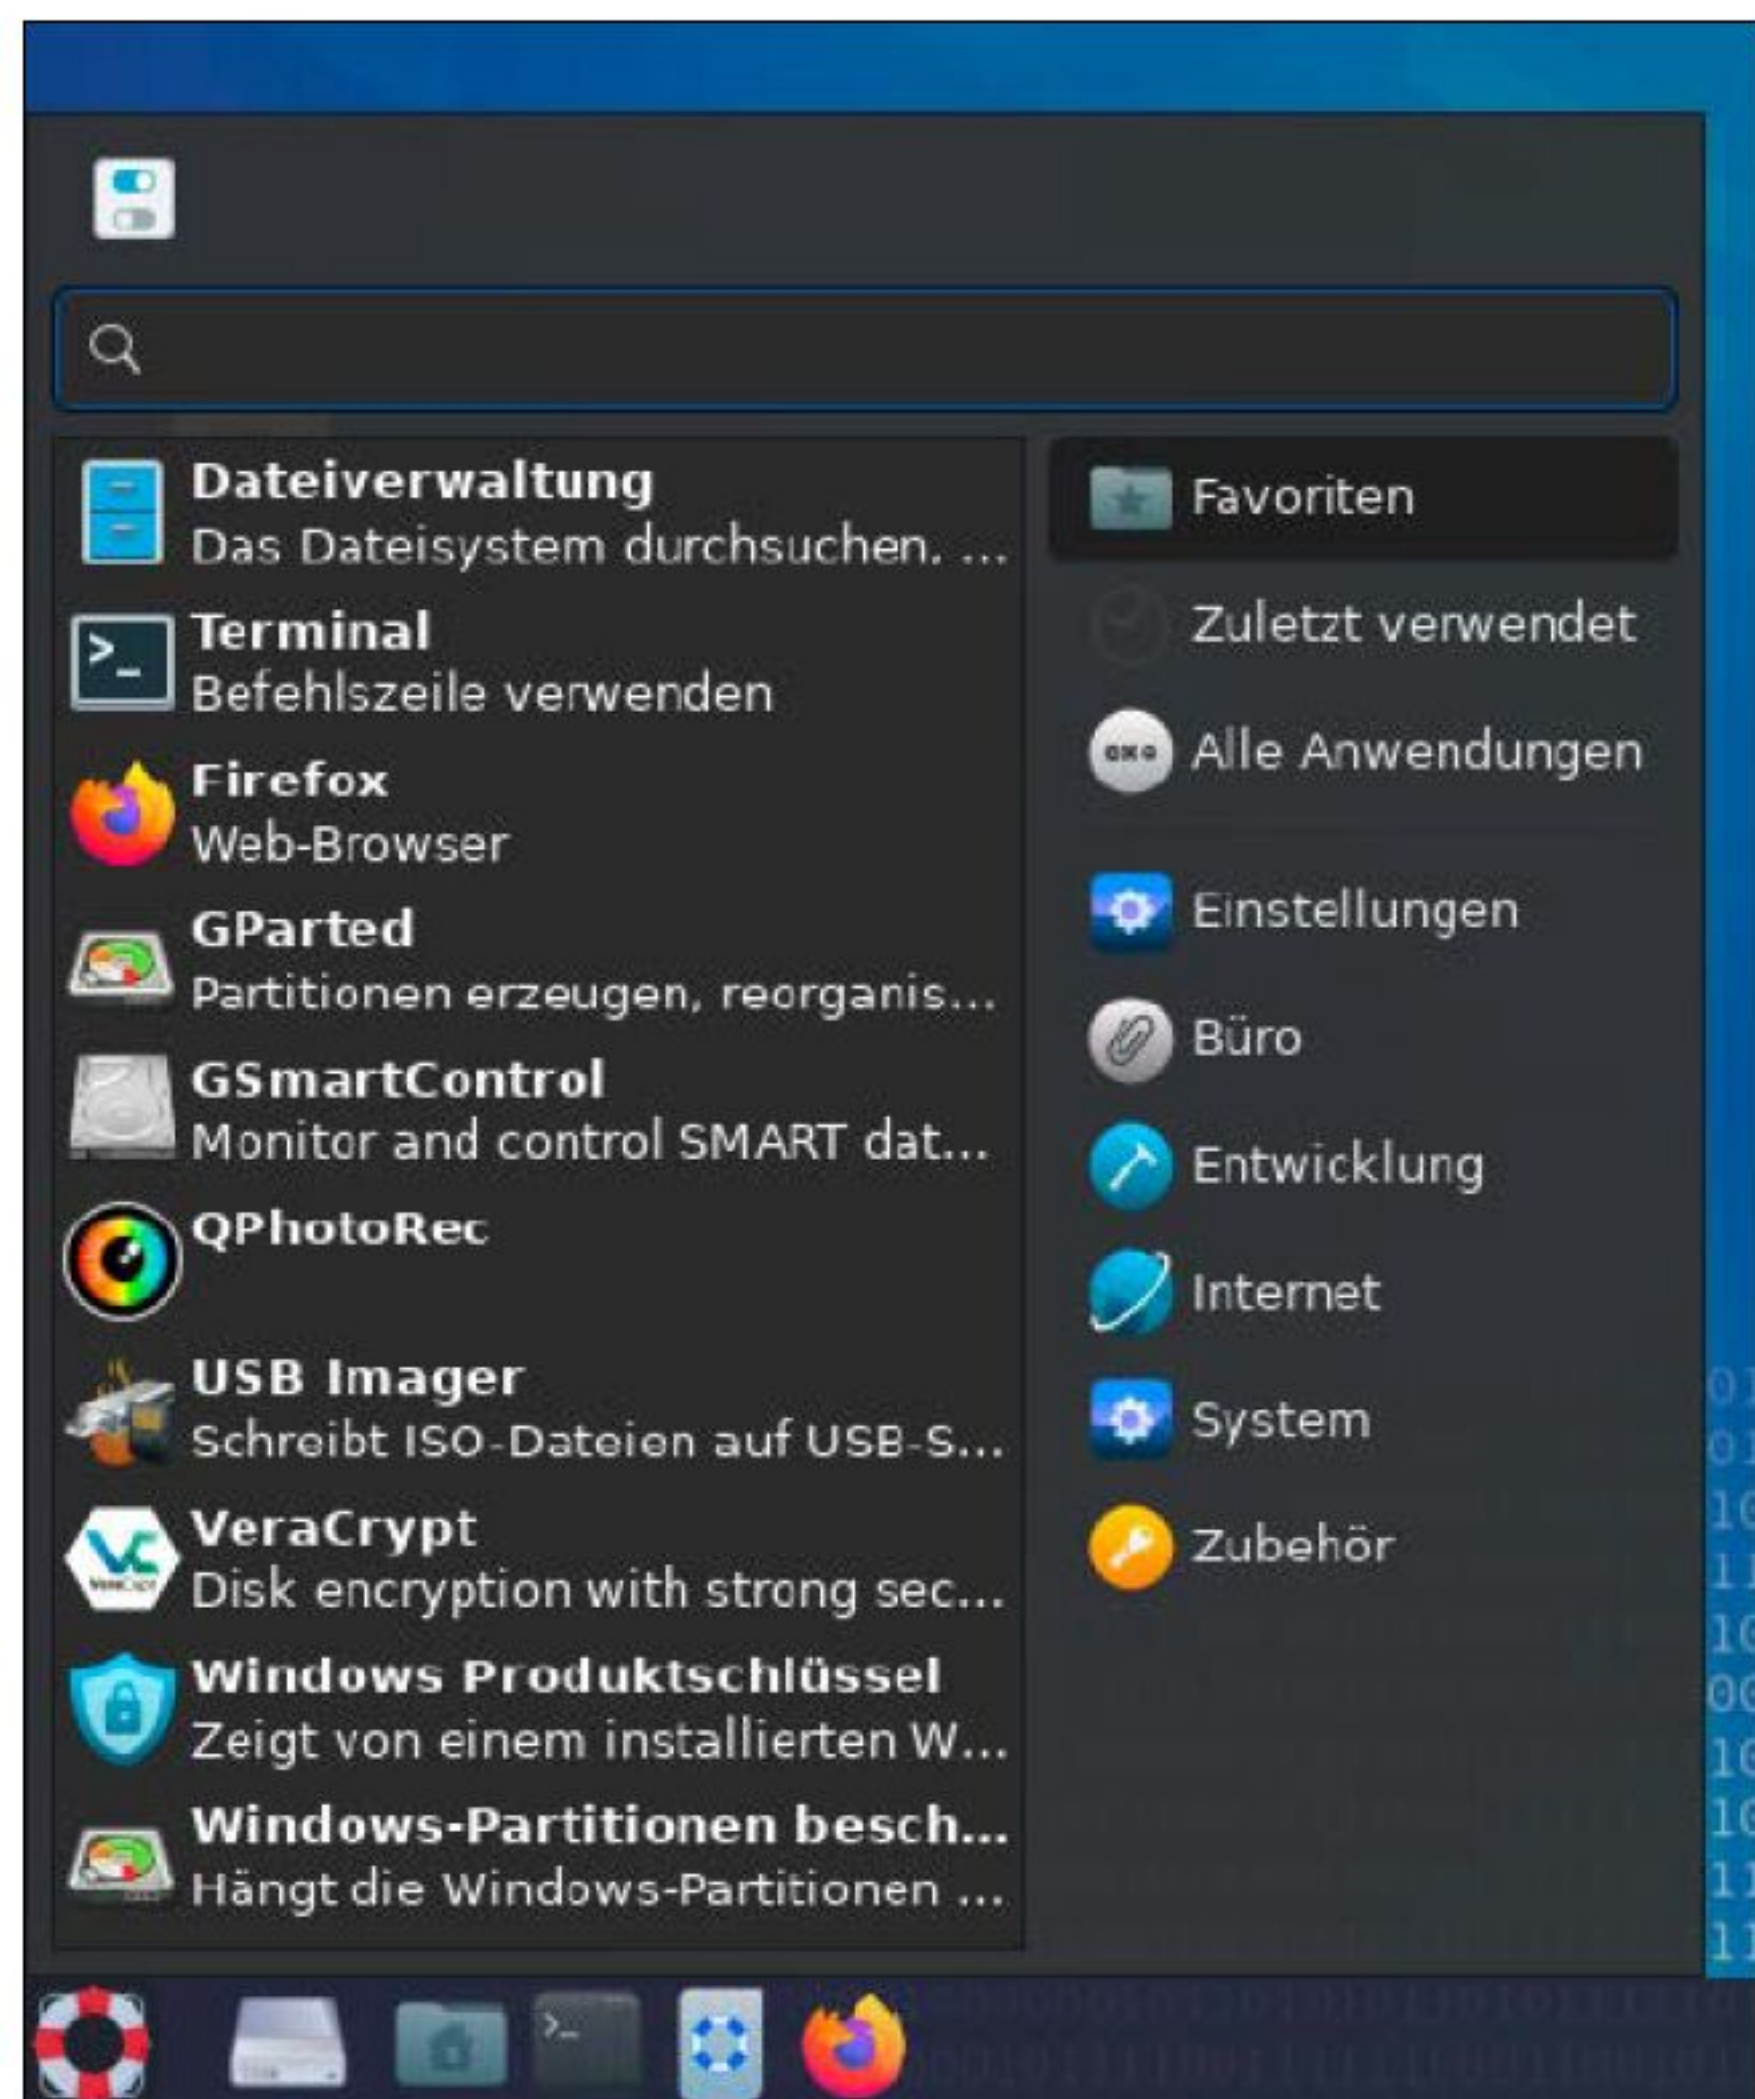 Dateiverwaltung
Das Dateisystem durchsuchen, ...
Terminal
Befehlszeile verwenden
Firefox
Web-Browser
GParted
Partitionen erzeugen, reorganis...
GSmartControl
Monitor and control SMART dat...
QPhotoRec
USB Imager
Schreibt ISO-Dateien auf USB-S...
VeraCrypt
Disk encryption with strong sec...
Windows Produktschlüssel
Zeigt von einem installierten W...
Windows-Partitionen besch...
Hängt die Windows-Partitionen ...
Favoriten
Zuletzt verwendet
Alle Anwendungen
Einstellungen
Büro
Entwicklung
Internet
System
Zubehör